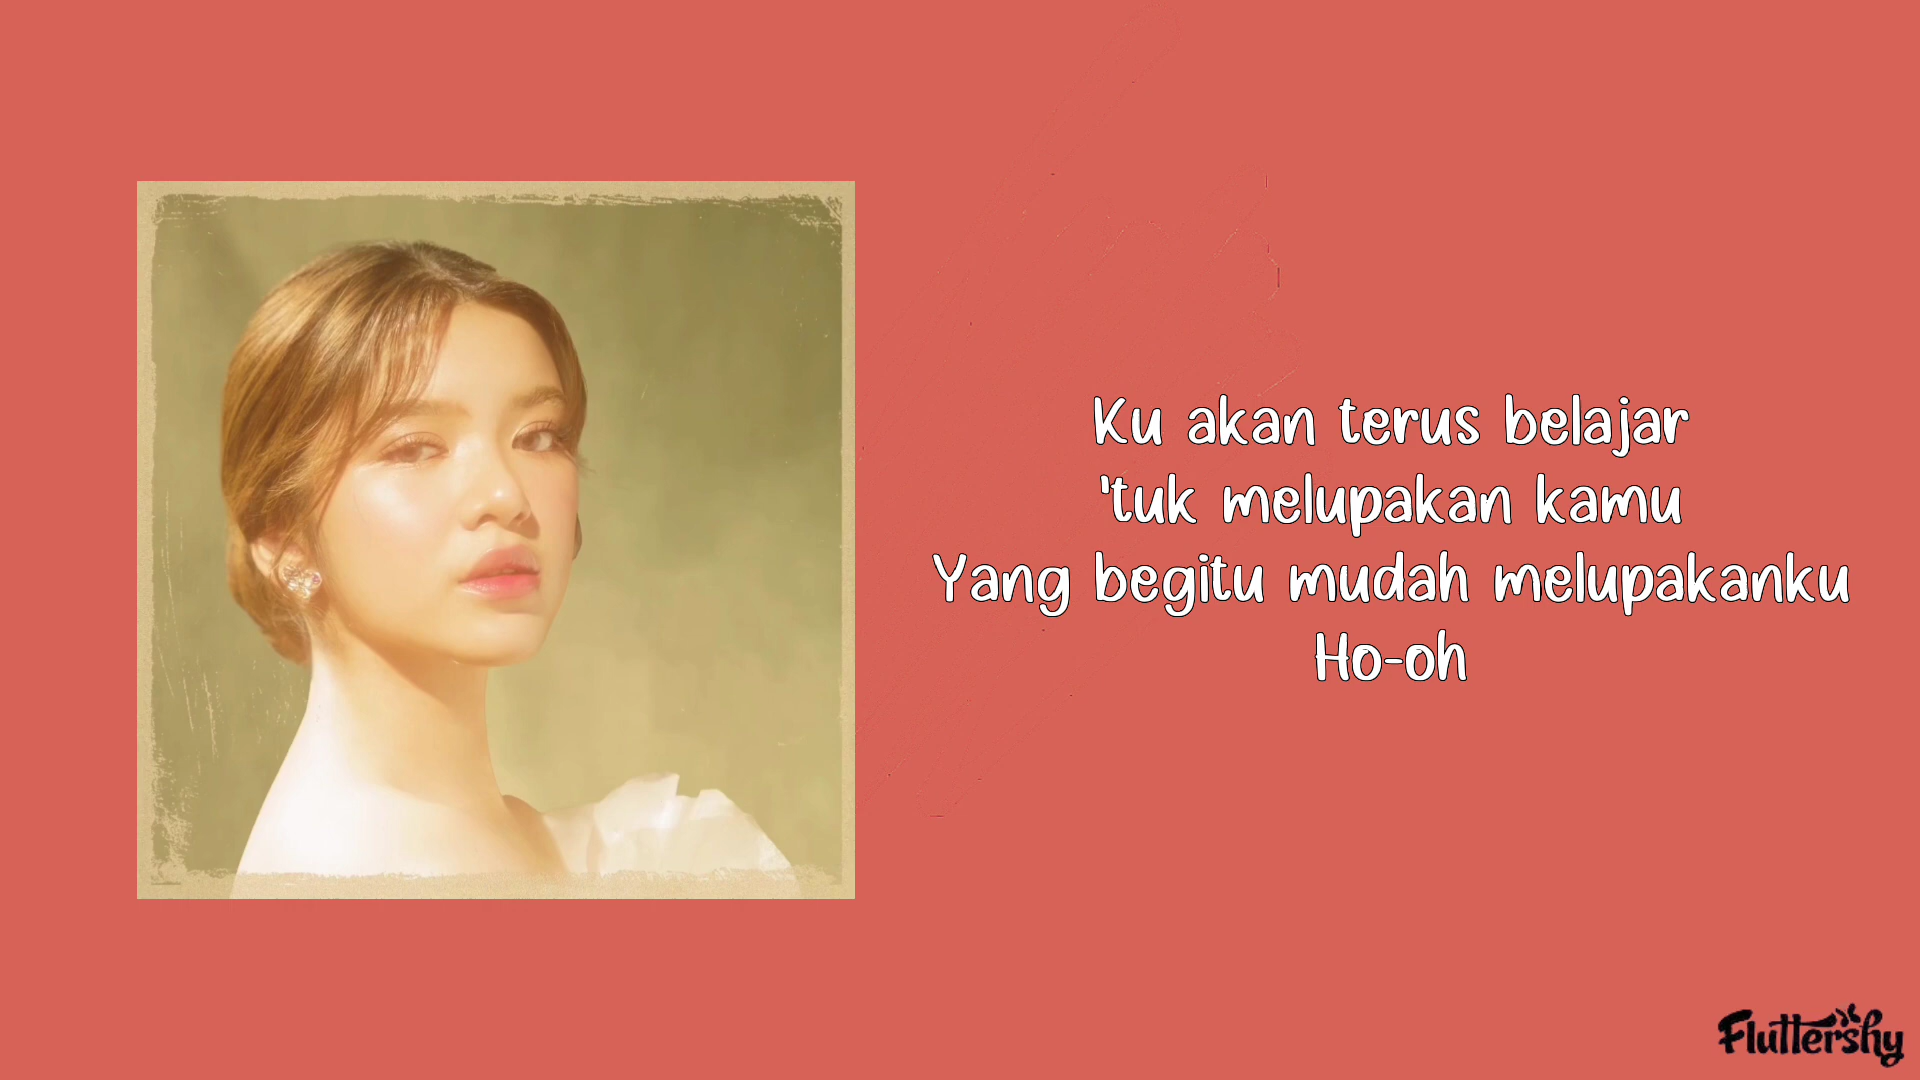 Ku akan terus belajar
'tuk melupakan kamu
Yang begitu mudah melupakanku
Ho-oh
Fluttershy